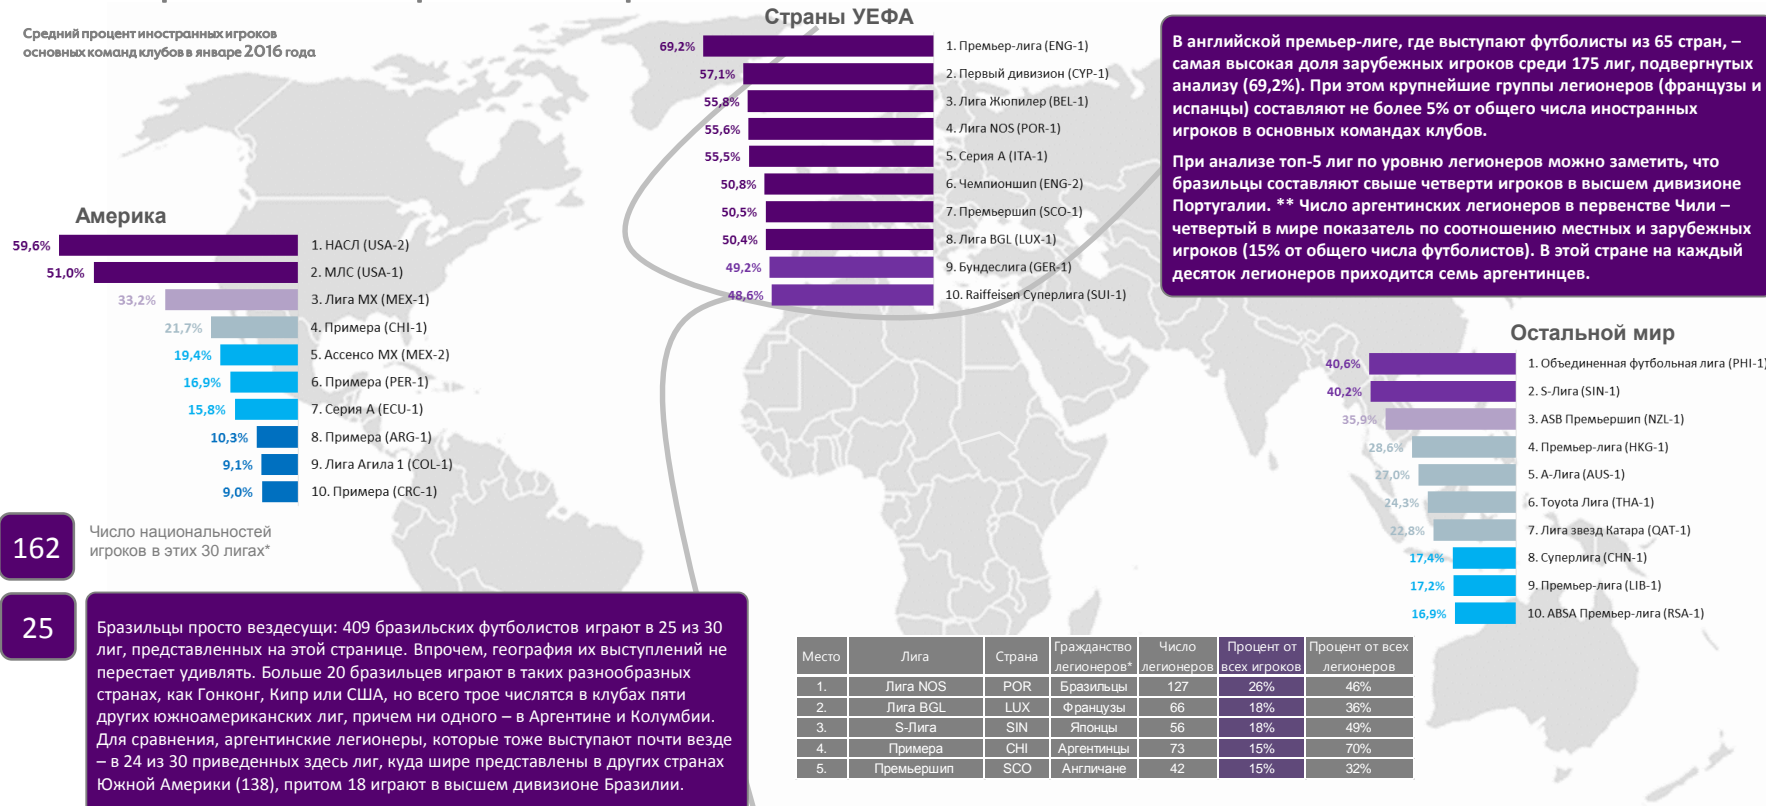 Средний процент иностранных игроков
основных команд клубов в январе 2016 года
Страны УЕФА
69,2% 1. Премьер-лига (ENG-1)
57,1% 2. Первый дивизион (CYP-1)
55,8% 3. Лига Жюпилер (BEL-1)
55,6% 4. Лига NOS (POR-1)
55,5% 5. Серия А (ITA-1)
50,8% 6. Чемпионшип (ENG-2)
50,5% 7. Премьершип (SCO-1)
50,4% 8. Лига BGL (LUX-1)
49,2% 9. Бундеслига (GER-1)
48,6% 10. Raiffeisen Суперлига (SUI-1)
В английской премьер-лиге, где выступают футболисты из 65 стран, –
самая высокая доля зарубежных игроков среди 175 лиг, подвергнутых
анализу (69,2%). При этом крупнейшие группы легионеров (французы и
испанцы) составляют не более 5% от общего числа иностранных
игроков в основных командах клубов.
При анализе топ-5 лиг по уровню легионеров можно заметить, что
бразильцы составляют свыше четверти игроков в высшем дивизионе
Португалии. ** Число аргентинских легионеров в первенстве Чили –
четвертый в мире показатель по соотношению местных и зарубежных
игроков (15% от общего числа футболистов). В этой стране на каждый
десяток легионеров приходится семь аргентинцев.
Америка
59,6% 1. НАСЛ (USA-2)
51,0% 2. МЛС (USA-1)
33,2% 3. Лига MX (MEX-1)
21,7% 4. Примера (CHI-1)
19,4% 5. Ассенсо MX (MEX-2)
16,9% 6. Примера (PER-1)
15,8% 7. Серия А (ECU-1)
10,3% 8. Примера (ARG-1)
9,1% 9. Лига Агила 1 (COL-1)
9,0% 10. Примера (CRC-1)
Остальной мир
40,6% 1. Объединенная футбольная лига (PHI-1)
40,2% 2. S-Лига (SIN-1)
35,9% 3. ASB Премьершип (NZL-1)
28,6% 4. Премьер-лига (HKG-1)
27,0% 5. А-Лига (AUS-1)
24,3% 6. Toyota Лига (THA-1)
22,8% 7. Лига звезд Катара (QAT-1)
17,4% 8. Суперлига (CHN-1)
17,2% 9. Премьер-лига (LIB-1)
16,9% 10. ABSA Премьер-лига (RSA-1)
162 Число национальностей
игроков в этих 30 лигах*
25
Бразильцы просто вездесущи: 409 бразильских футболистов играют в 25 из 30
лиг, представленных на этой странице. Впрочем, география их выступлений не
перестает удивлять. Больше 20 бразильцев играют в таких разнообразных
странах, как Гонконг, Кипр или США, но всего трое числятся в клубах пяти
других южноамериканских лиг, причем ни одного – в Аргентине и Колумбии.
Для сравнения, аргентинские легионеры, которые тоже выступают почти везде
– в 24 из 30 приведенных здесь лиг, куда шире представлены в других странах
Южной Америки (138), притом 18 играют в высшем дивизионе Бразилии.
Место Лига Страна Гражданство легионеров* Число легионеров Процент от всех игроков Процент от всех легионеров
1. Лига NOS POR Бразильцы 127 26% 46%
2. Лига BGL LUX Французы 66 18% 36%
3. S-Лига SIN Японцы 56 18% 49%
4. Примера CHI Аргентинцы 73 15% 70%
5. Премьершип SCO Англичане 42 15% 32%